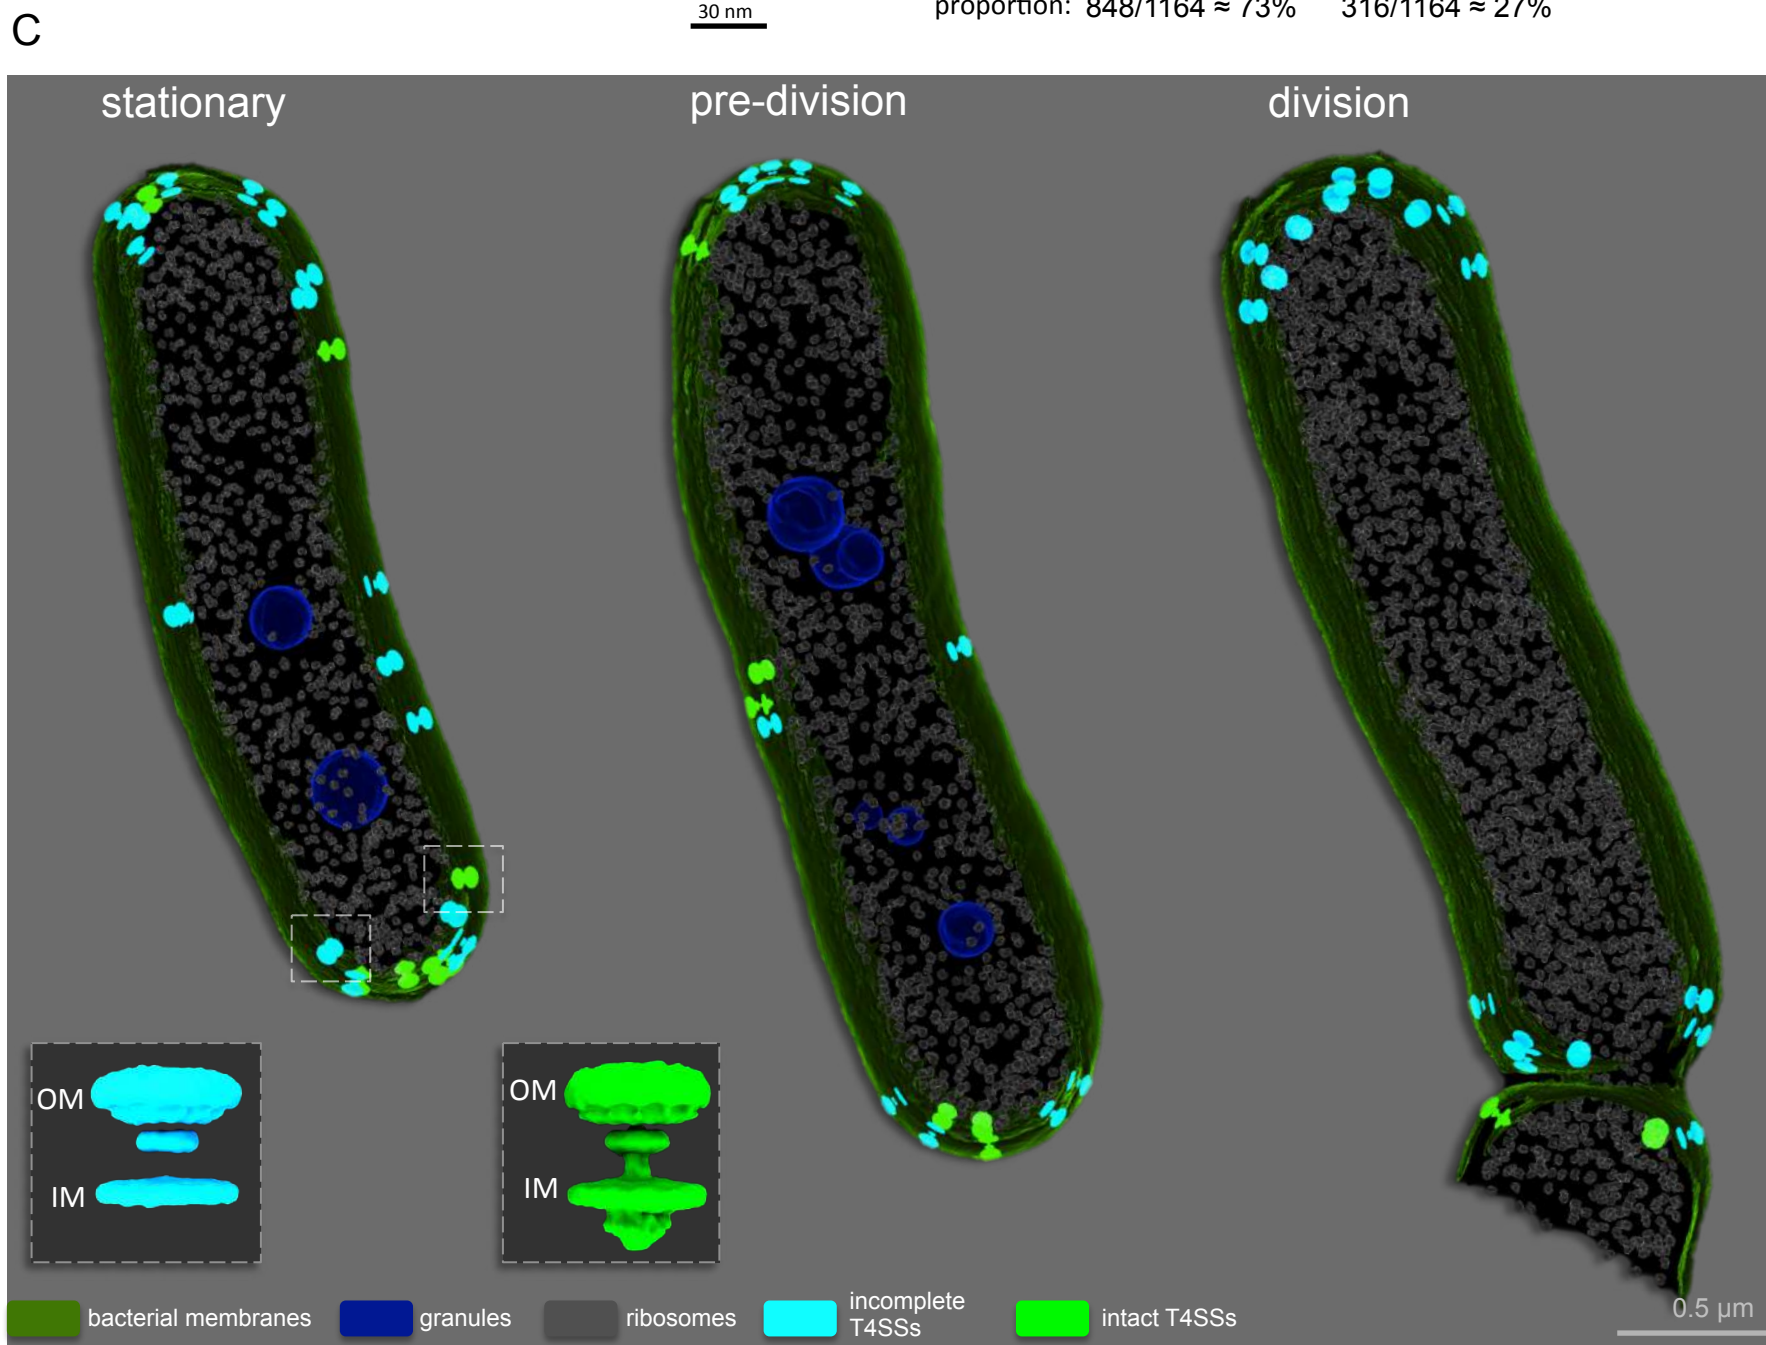 30 nm
proportion: 848/1164 ≈ 73% 316/1164 ≈ 27%
C
stationary
pre-division
division
OM
IM
OM
IM
bacterial membranes
granules
ribosomes
incomplete
T4SSs
intact T4SSs
0.5 µm